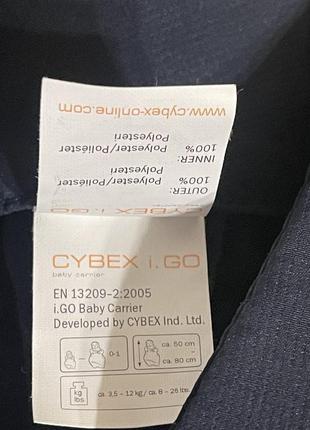 www.cybex-online.com
OUTER:
100% Polyester/Poliéster/
Polyesteri
INNER:
100% Polyester/Poliéster/
Polyesteri
CYBEX i.GO
baby carrier
EN 13209-2:2005
i.GO Baby Carrier
Developed by CYBEX Ind. Ltd.
0-1
ca. 50 cm
-
ca. 80 cm
kg
lbs
ca. 3,5 – 12 kg / ca. 8 – 26 lbs.